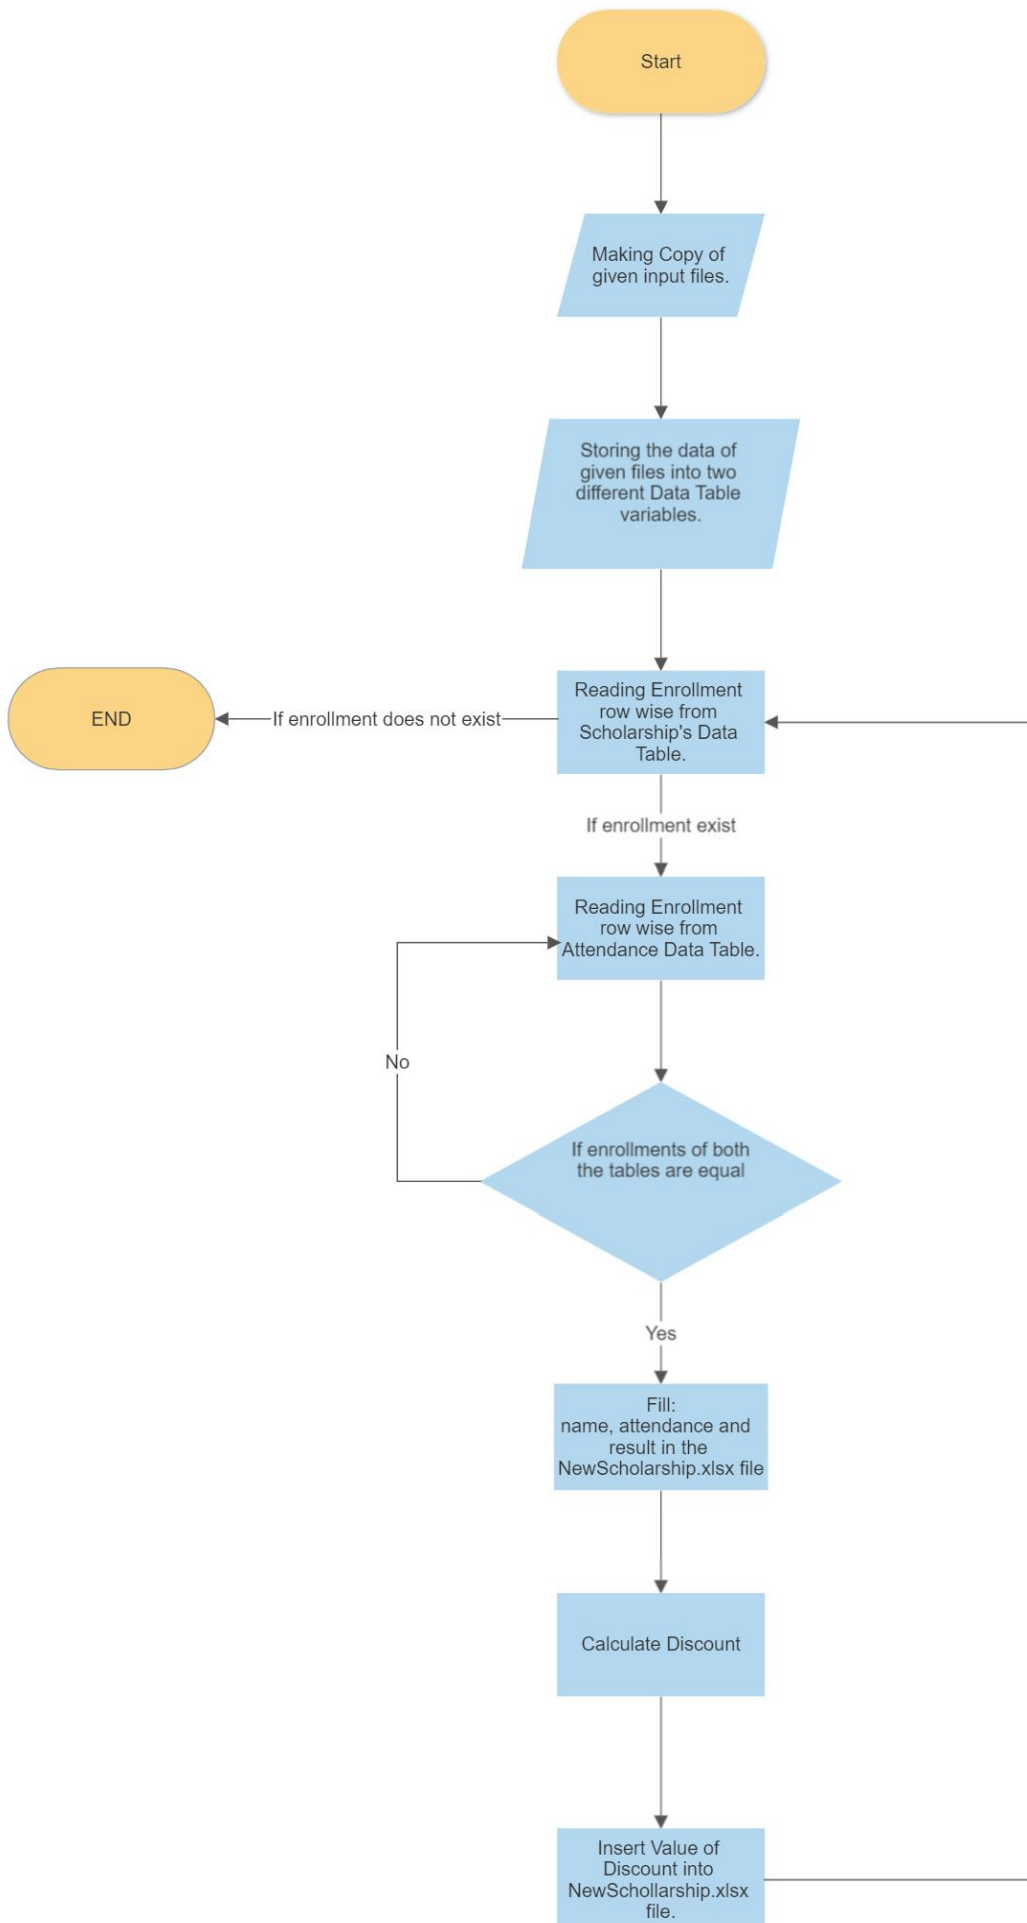 Start
Making Copy of
given input files.
Storing the data of
given files into two
different Data Table
variables.
Reading Enrollment
row wise from
Scholarship's Data
Table.
If enrollment does not exist
END
If enrollment exist
Reading Enrollment
row wise from
Attendance Data Table.
No
If enrollments of both
the tables are equal
Yes
Fill:
name, attendance and
result in the
NewScholarship.xlsx file
Calculate Discount
Insert Value of
Discount into
NewSchollarship.xlsx
file.